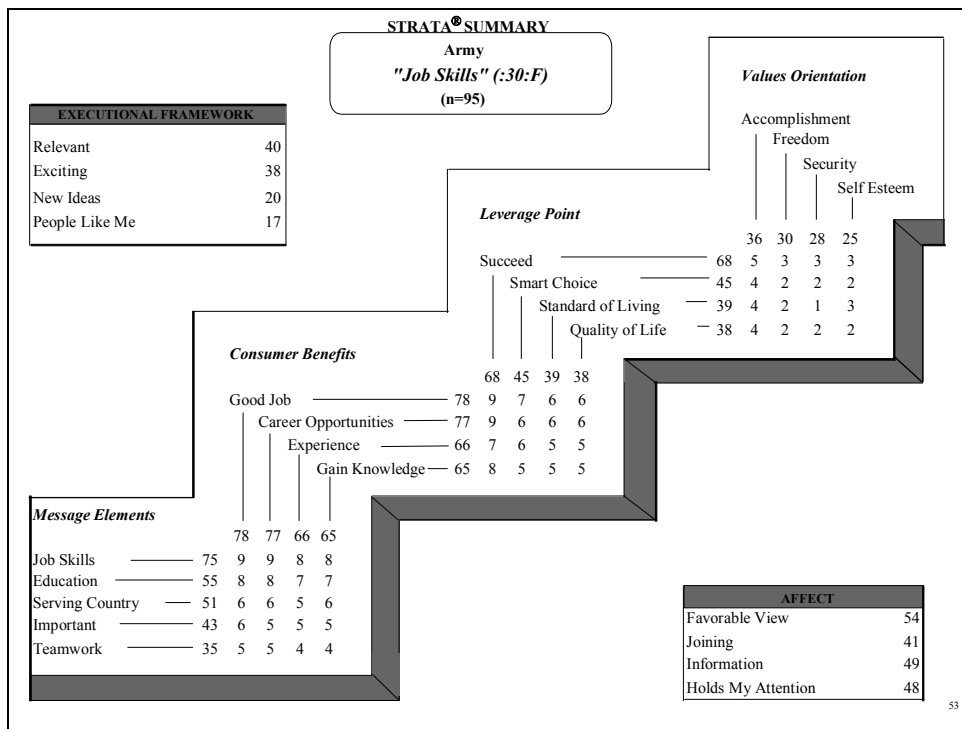 STRATA® SUMMARY
Army
"Job Skills" (:30:F)
(n=95)
EXECUTIONAL FRAMEWORK
Relevant 40
Exciting 38
New Ideas 20
People Like Me 17
Values Orientation
Accomplishment
Freedom
Security
Self Esteem
Leverage Point
36 30 28 25
Succeed 68 5 3 3 3
Smart Choice 45 4 2 2 2
Standard of Living 39 4 2 1 3
Quality of Life 38 4 2 2 2
Consumer Benefits
68 45 39 38
Good Job 78 9 7 6 6
Career Opportunities 77 9 6 6 6
Experience 66 7 6 5 5
Gain Knowledge 65 8 5 5 5
Message Elements
78 77 66 65
Job Skills 75 9 9 8 8
Education 55 8 8 7 7
Serving Country 51 6 6 5 6
Important 43 6 5 5 5
Teamwork 35 5 5 4 4
AFFECT
Favorable View 54
Joining 41
Information 49
Holds My Attention 48
53